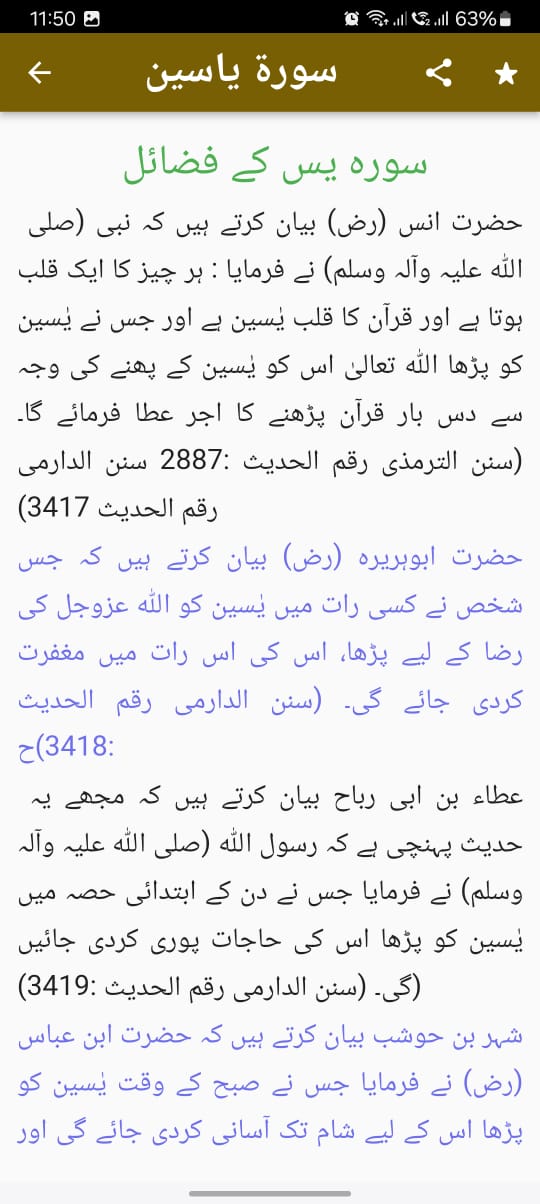 11:50 63%
سورۃ یاسین
سورہ یس کے فضائل
حضرت انس (رض) بیان کرتے ہیں کہ نبی (صلی
اللہ علیہ وآلہ وسلم) نے فرمایا : ہر چیز کا ایک قلب
ہوتا ہے اور قرآن کا قلب یٰسین ہے اور جس نے یٰسین
کو پڑھا اللہ تعالیٰ اس کو یٰسین کے پھنے کی وجہ
سے دس بار قرآن پڑھنے کا اجر عطا فرمائے گا۔
(سنن الترمذی رقم الحدیث :2887 سنن الدارمی
رقم الحدیث 3417)
حضرت ابوہریرہ (رض) بیان کرتے ہیں کہ جس
شخص نے کسی رات میں یٰسین کو اللہ عزوجل کی
رضا کے لیے پڑھا، اس کی اس رات میں مغفرت
کردی جائے گی۔ (سنن الدارمی رقم الحدیث
:3418)ح
عطاء بن ابی رباح بیان کرتے ہیں کہ مجھے یہ
حدیث پہنچی ہے کہ رسول اللہ (صلی اللہ علیہ وآلہ
وسلم) نے فرمایا جس نے دن کے ابتدائی حصہ میں
یٰسین کو پڑھا اس کی حاجات پوری کردی جائیں
(گی۔ (سنن الدارمی رقم الحدیث :3419)
شہر بن حوشب بیان کرتے ہیں کہ حضرت ابن عباس
(رض) نے فرمایا جس نے صبح کے وقت یٰسین کو
پڑھا اس کے لیے شام تک آسانی کردی جائے گی اور